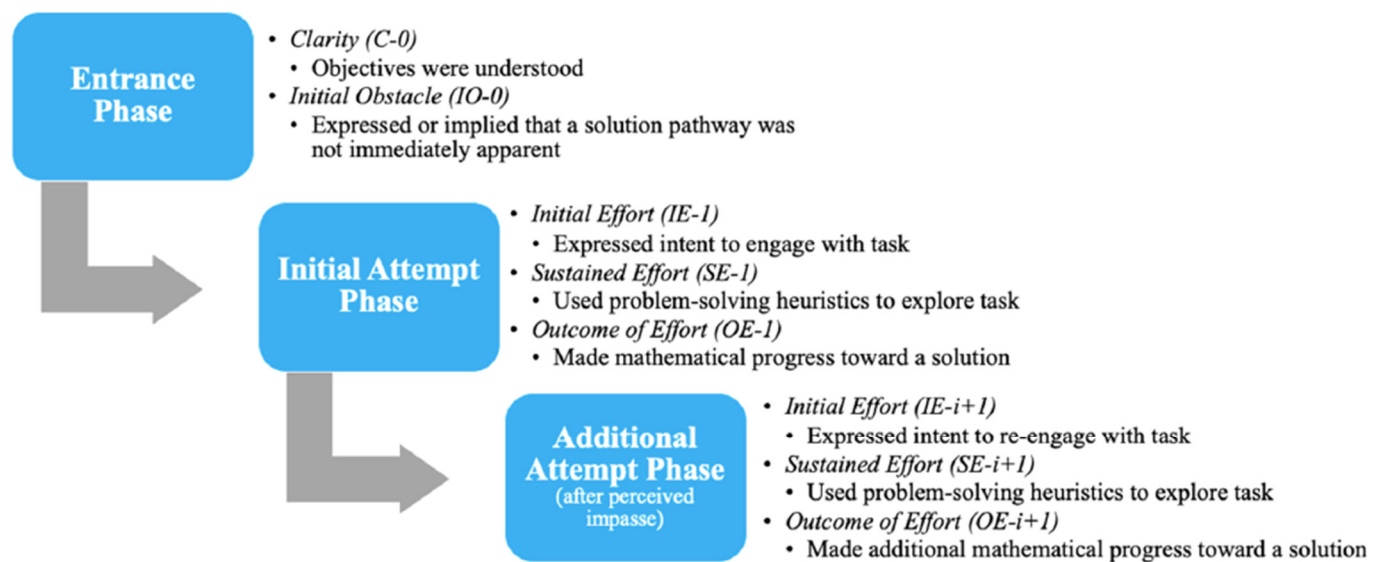 Entrance
Phase
• Clarity (C-0)
• Objectives were understood
• Initial Obstacle (IO-0)
• Expressed or implied that a solution pathway was
not immediately apparent
Initial Attempt
Phase
• Initial Effort (IE-1)
• Expressed intent to engage with task
• Sustained Effort (SE-1)
• Used problem-solving heuristics to explore task
• Outcome of Effort (OE-1)
• Made mathematical progress toward a solution
Additional
Attempt Phase
(after perceived
impasse)
• Initial Effort (IE-i+1)
• Expressed intent to re-engage with task
• Sustained Effort (SE-i+1)
• Used problem-solving heuristics to explore task
• Outcome of Effort (OE-i+1)
• Made additional mathematical progress toward a solution